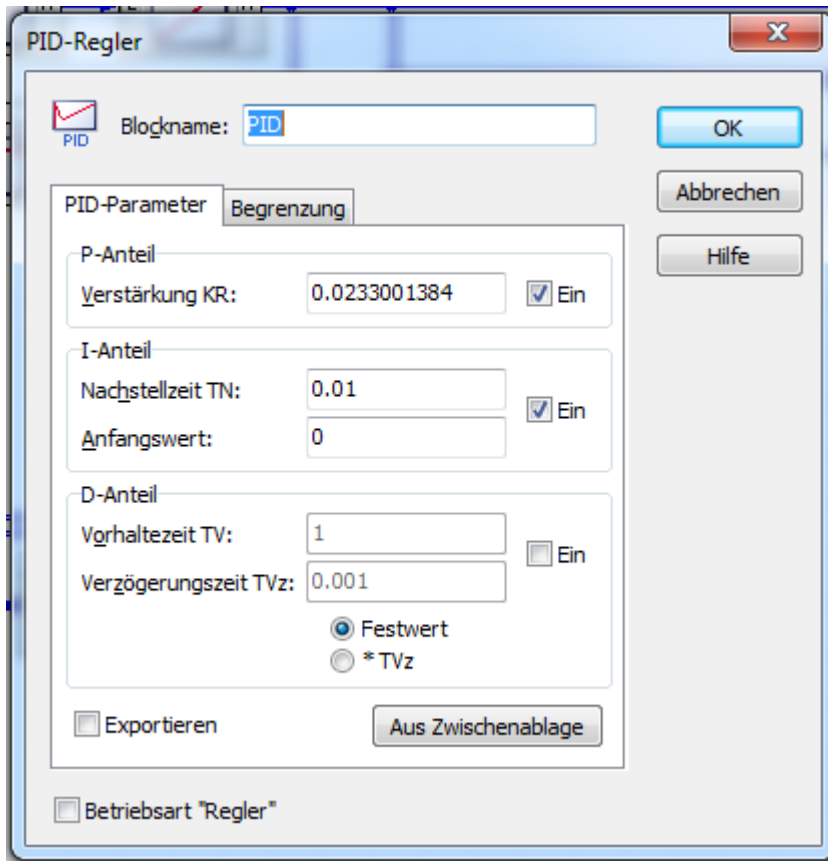 PID-Regler
PID
Blockname: PID
OK
PID-Parameter Begrenzung
Abbrechen
P-Anteil
Hilfe
Verstärkung KR: 0.0233001384 Ein
I-Anteil
Nachstellzeit TN: 0.01
Ein
Anfangswert: 0
D-Anteil
Vorhaltezeit TV: 1
Ein
Verzögerungszeit TVz: 0.001
Festwert
* TVz
Exportieren Aus Zwischenablage
Betriebsart "Regler"